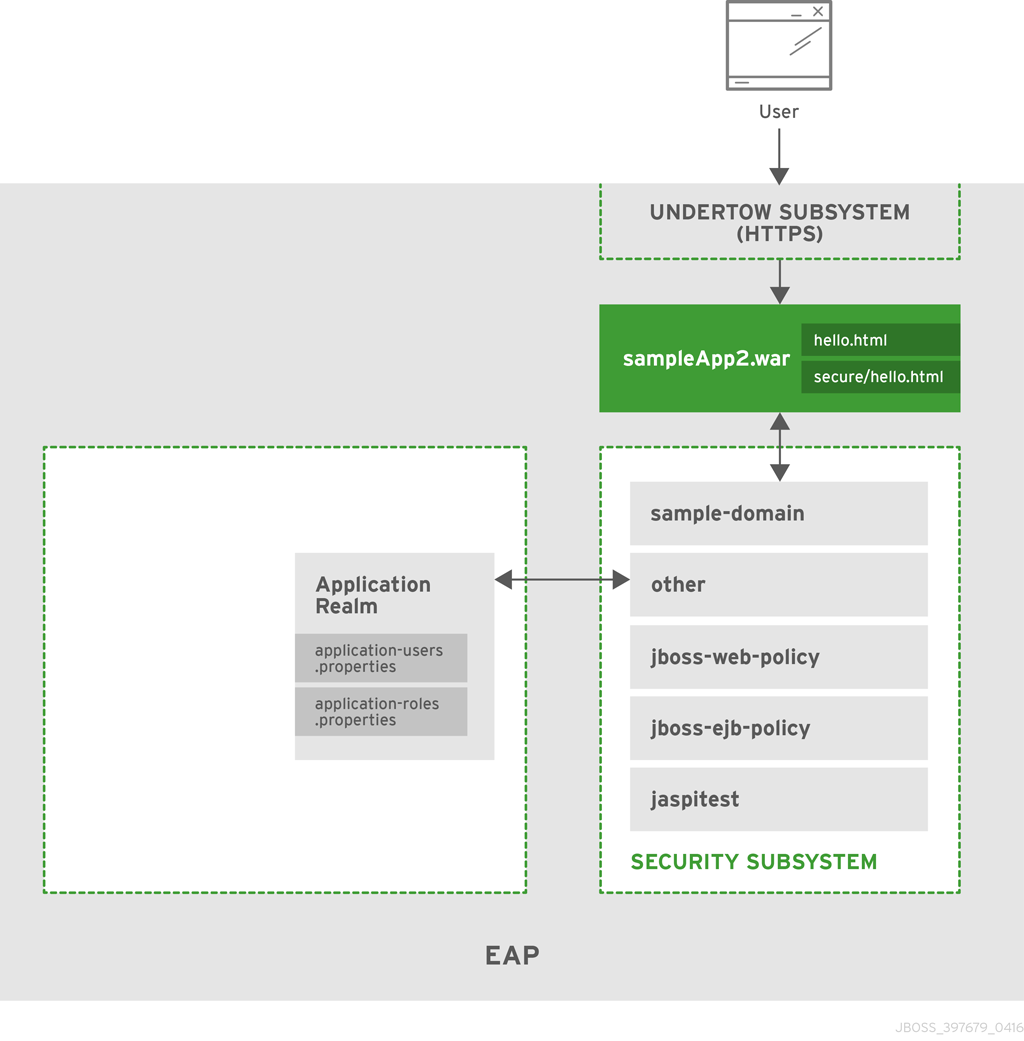 User
UNDERTOW SUBSYSTEM
(HTTPS)
sampleApp2.war
hello.html
secure/hello.html
Application
Realm
application-users
.properties
application-roles
.properties
sample-domain
other
jboss-web-policy
jboss-ejb-policy
jaspitest
SECURITY SUBSYSTEM
EAP
JBOSS_397679_0416